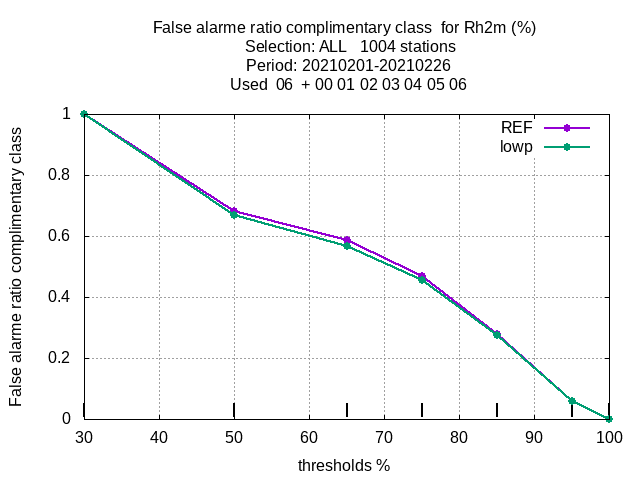 False alarme ratio complimentary class  for Rh2m (%)
Selection: ALL   1004 stations
Period: 20210201-20210226
Used  06  + 00 01 02 03 04 05 06
REF
lowp
False alarme ratio complimentary class
1
0.8
0.6
0.4
0.2
0
30 40 50 60 70 80 90 100
thresholds %